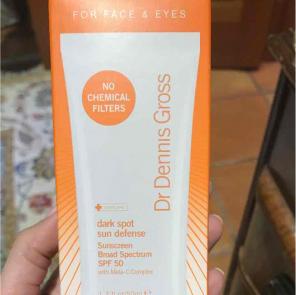 FOR FACE & EYES
NO
CHEMICAL
FILTERS
Dr Dennis Gross
dark spot
sun defense
Sunscreen
Broad Spectrum
SPF 50
with Meta-C Complex